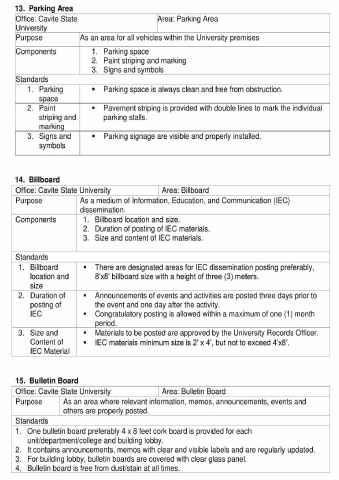 13. Parking Area
Office: Cavite State University Area: Parking Area
Purpose As an area for all vehicles within the University premises
Components 1. Parking space
2. Paint striping and marking
3. Signs and symbols
Standards
1. Parking space ▪ Parking space is always clean and free from obstruction.
2. Paint striping and marking ▪ Pavement striping is provided with double lines to mark the individual
parking stalls.
3. Signs and symbols ▪ Parking signage are visible and properly installed.
14. Billboard
Office: Cavite State University Area: Billboard
Purpose As a medium of Information, Education, and Communication (IEC)
dissemination.
Components 1. Billboard location and size.
2. Duration of posting of IEC materials.
3. Size and content of IEC materials.
Standards
1. Billboard location and size ▪ There are designated areas for IEC dissemination posting preferably,
8'x8' billboard size with a height of three (3) meters.
2. Duration of posting of IEC ▪ Announcements of events and activities are posted three days prior to
the event and one day after the activity.
▪ Congratulatory posting is allowed within a maximum of one (1) month
period.
3. Size and Content of IEC Material ▪ Materials to be posted are approved by the University Records Officer.
▪ IEC materials minimum size is 2' x 4', but not to exceed 4'x8'.
15. Bulletin Board
Office: Cavite State University Area: Bulletin Board
Purpose As an area where relevant information, memos, announcements, events and
others are properly posted.
Standards
1. One bulletin board preferably 4 x 8 feet cork board is provided for each
unit/department/college and building lobby.
2. It contains announcements, memos with clear and visible labels and are regularly updated.
3. For building lobby, bulletin boards are covered with clear glass panel.
4. Bulletin board is free from dust/stain at all times.